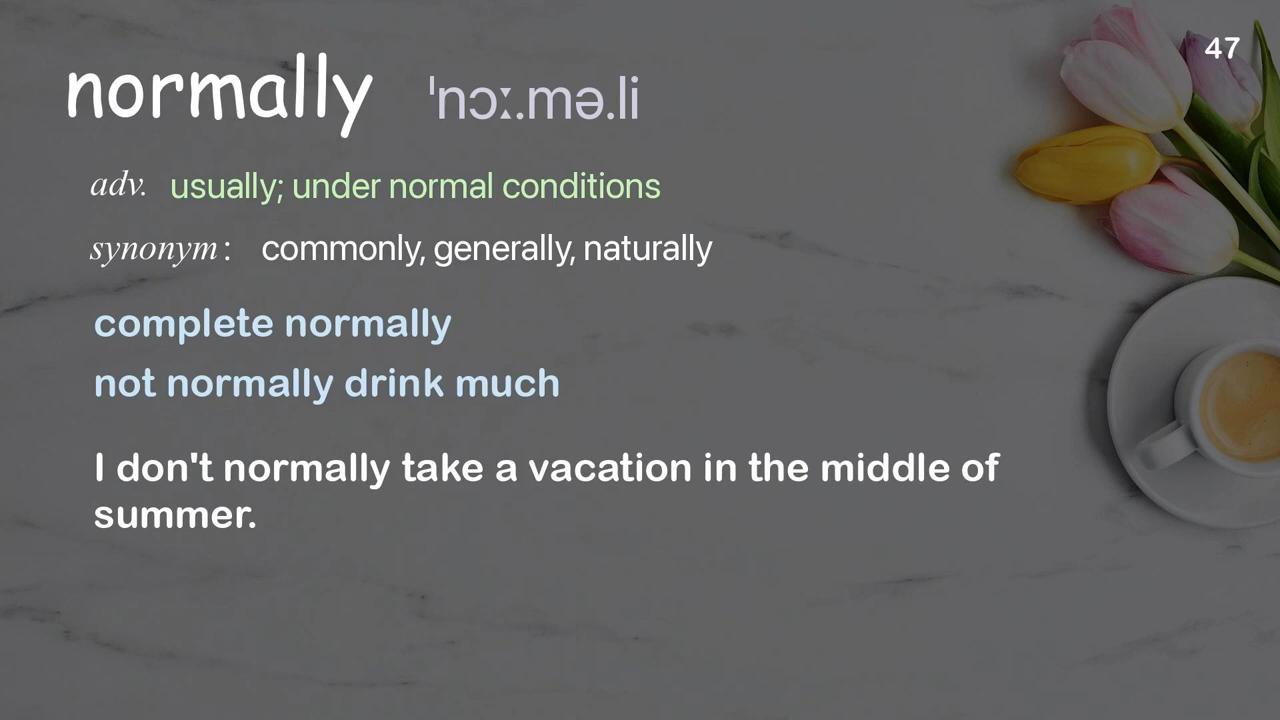 47
normally ˈnɔː.mə.li
adv. usually; under normal conditions
synonym: commonly, generally, naturally
complete normally
not normally drink much
I don't normally take a vacation in the middle of
summer.